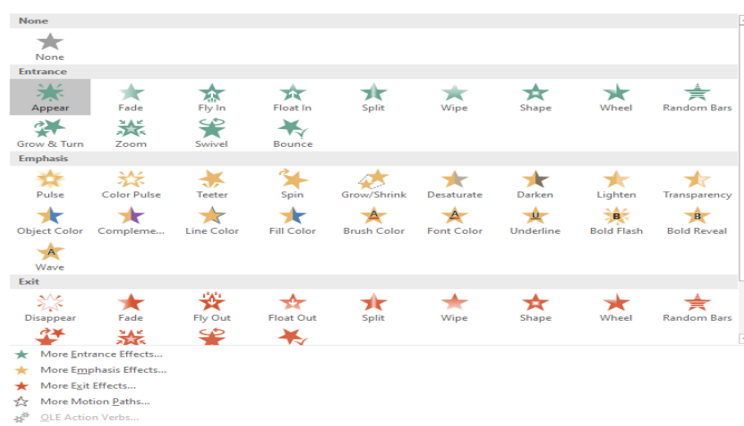 None
None
Entrance
Appear Fade Fly In Float In Split Wipe Shape Wheel Random Bars
Grow & Turn Zoom Swivel Bounce
Emphasis
Pulse Color Pulse Teeter Spin Grow/Shrink Desaturate Darken Lighten Transparency
Object Color Compleme... Line Color Fill Color Brush Color Font Color Underline Bold Flash Bold Reveal
Wave
Exit
Disappear Fade Fly Out Float Out Split Wipe Shape Wheel Random Bars
More Entrance Effects...
More Emphasis Effects...
More Exit Effects...
More Motion Paths...
OLE Action Verbs...